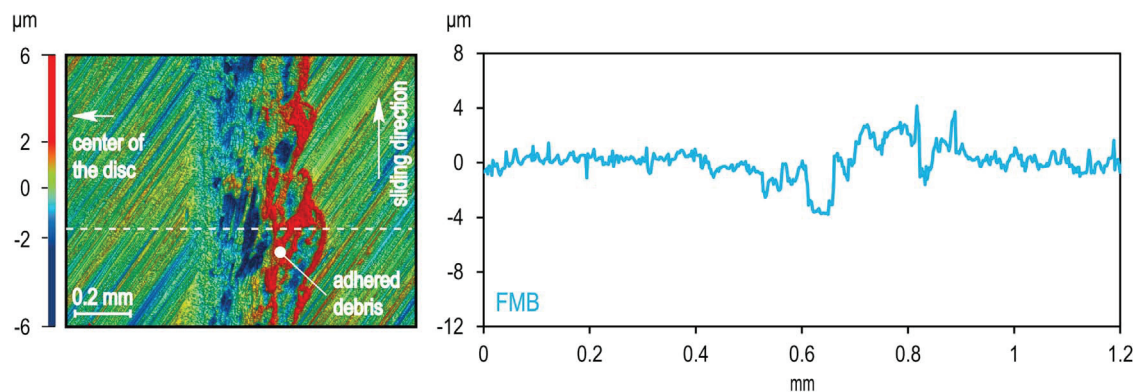 µm
6
2
0
-2
-6
center of
the disc
sliding direction
0.2 mm
adhered
debris
µm
8
4
0
-4
-8
-12
FMB
0 0.2 0.4 0.6 0.8 1 1.2
mm